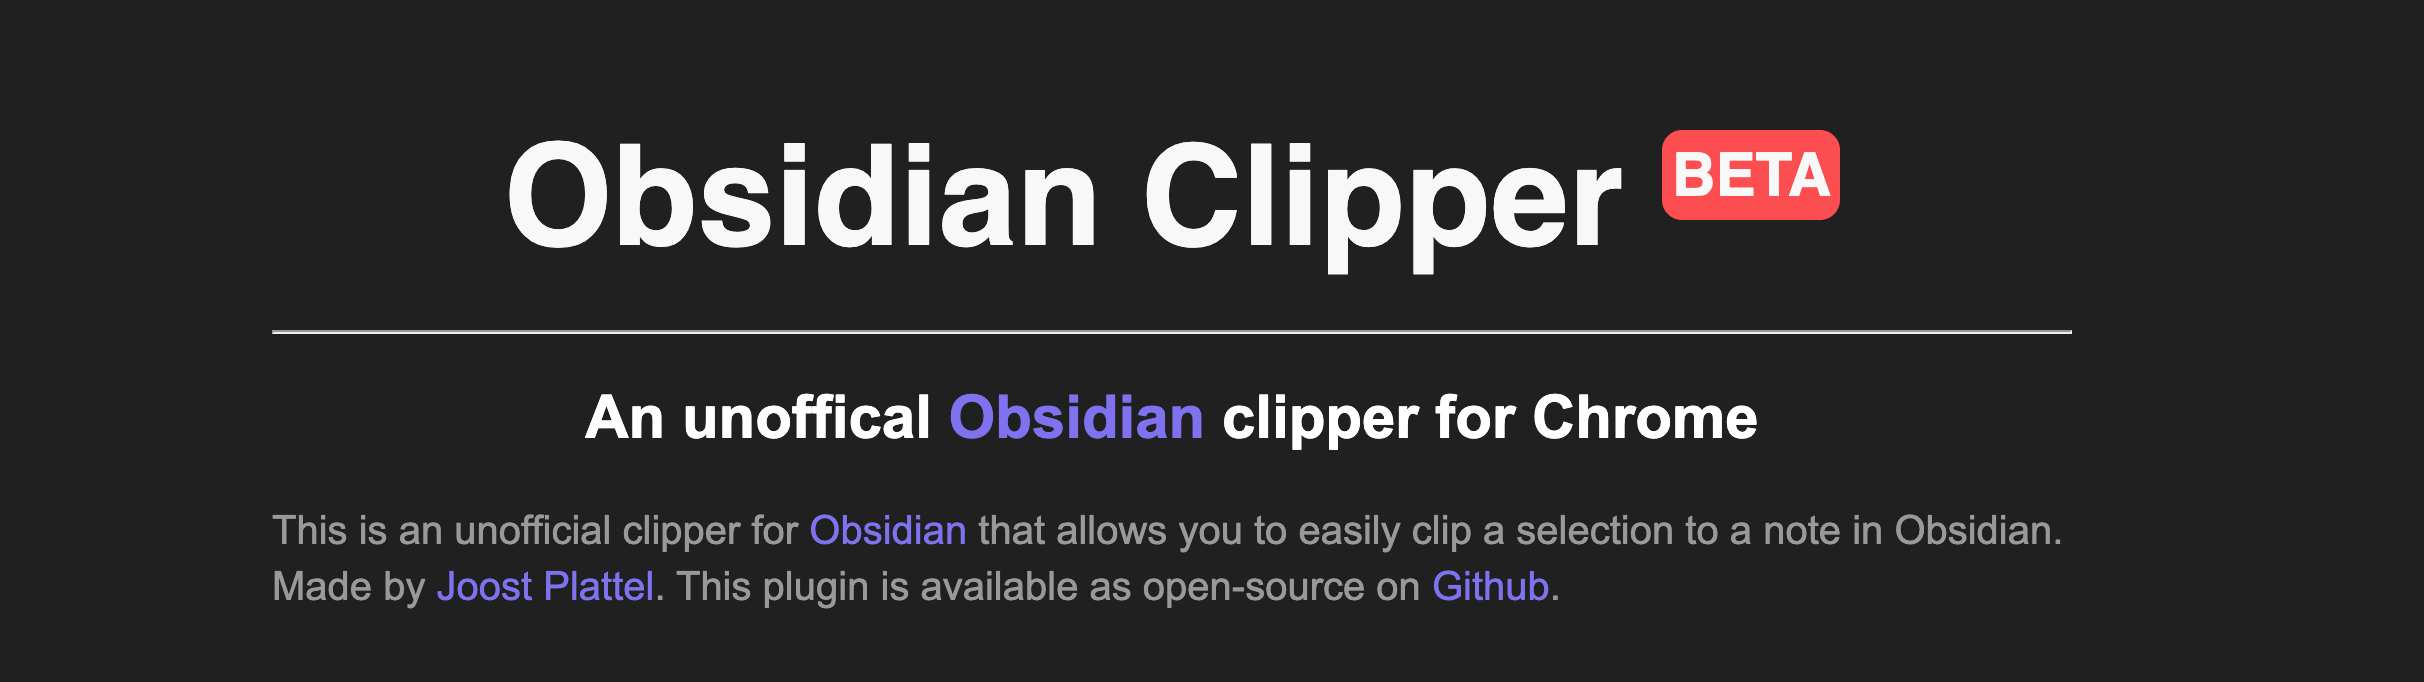 Obsidian Clipper BETA
An unoffical Obsidian clipper for Chrome
This is an unofficial clipper for Obsidian that allows you to easily clip a selection to a note in Obsidian.
Made by Joost Plattel. This plugin is available as open-source on Github.